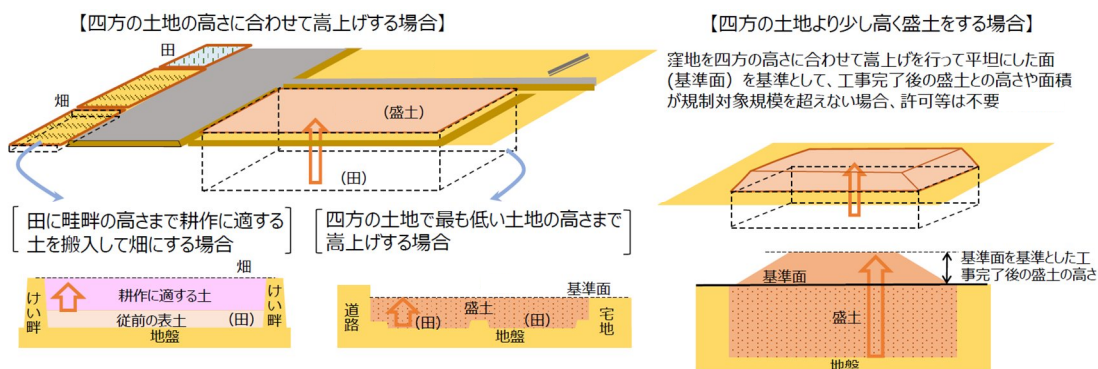 【四方の土地の高さに合わせて嵩上げする場合】
田
畑
(盛土)
(田)
田に畦畔の高さまで耕作に適する
土を搬入して畑にする場合
四方の土地で最も低い土地の高さまで
嵩上げする場合
畑
けい畔
耕作に適する土
従前の表土 (田)
けい畔
地盤
基準面
道路
盛土
(田)
(田)
宅地
地盤
【四方の土地より少し高く盛土をする場合】
窪地を四方の高さに合わせて嵩上げを行って平坦にした面
(基準面)を基準として、工事完了後の盛土との高さや面積
が規制対象規模を超えない場合、許可等は不要
基準面
基準面を基準とした工
事完了後の盛土の高さ
盛土
地盤